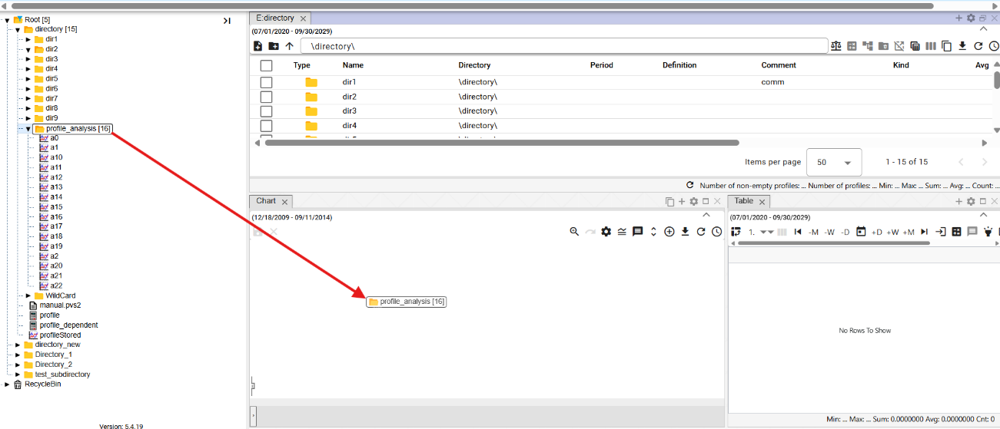 Root [5]
directory [15]
dir1
dir2
dir3
dir4
dir5
dir6
dir7
dir8
dir9
profile_analysis [16]
a0
a1
a10
a11
a12
a13
a14
a15
a16
a17
a18
a19
a2
a20
a21
a22
WildCard
manual.pvs2
profile
profile_dependent
profileStored
directory_new
Directory_1
Directory_2
test_subdirectory
RecycleBin
Version: 5.4.19
E:directory
(07/01/2020 - 09/30/2029)
\directory\
Type Name Directory Period Definition Comment Kind Avg
dir1 \directory\ comm
dir2 \directory\
dir3 \directory\
dir4 \directory\
Items per page 50 1 - 15 of 15
Number of non-empty profiles: ... Number of profiles: ... Min: ... Max: ... Sum: ... Avg: ... Count: ...
Chart
(12/18/2009 - 09/11/2014)
profile_analysis [16]
Table
(07/01/2020 - 09/30/2029)
1. -M -W -D +D +W +M
No Rows To Show
Min: ... Max: ... Sum: 0.0000000 Avg: 0.0000000 Cnt: 0